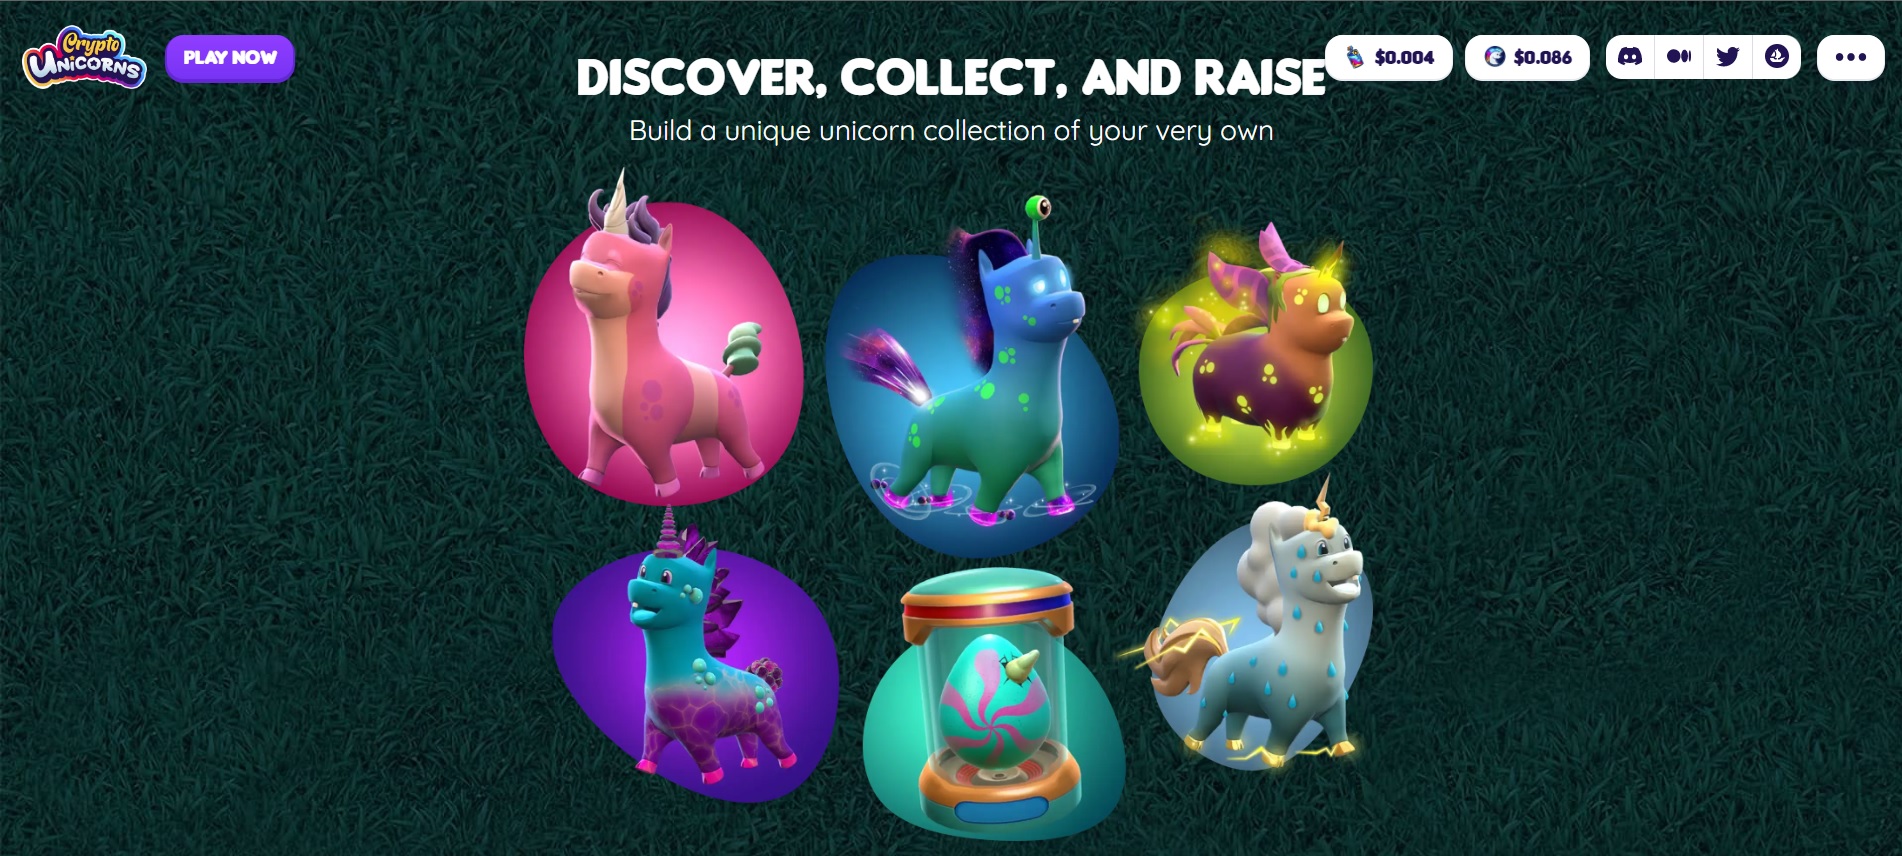 Crypto
UNICORNS
PLAY NOW
$0.004
$0.086
DISCOVER, COLLECT, AND RAISE
Build a unique unicorn collection of your very own